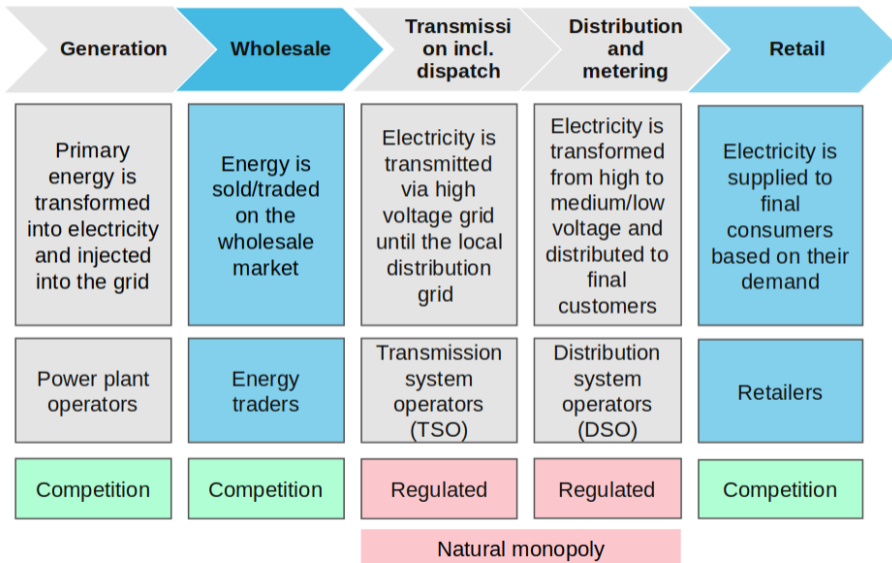 Generation
Wholesale
Transmissi
on incl.
dispatch
Distribution
and
metering
Retail
Primary
energy is
transformed
into electricity
and injected
into the grid
Energy is
sold/traded
on the
wholesale
market
Electricity is
transmitted
via high
voltage grid
until the local
distribution
grid
Electricity is
transformed
from high to
medium/low
voltage and
distributed to
final
customers
Electricity is
supplied to
final
consumers
based on their
demand
Power plant
operators
Energy
traders
Transmission
system
operators
(TSO)
Distribution
system
operators
(DSO)
Retailers
Competition
Competition
Regulated
Regulated
Competition
Natural monopoly